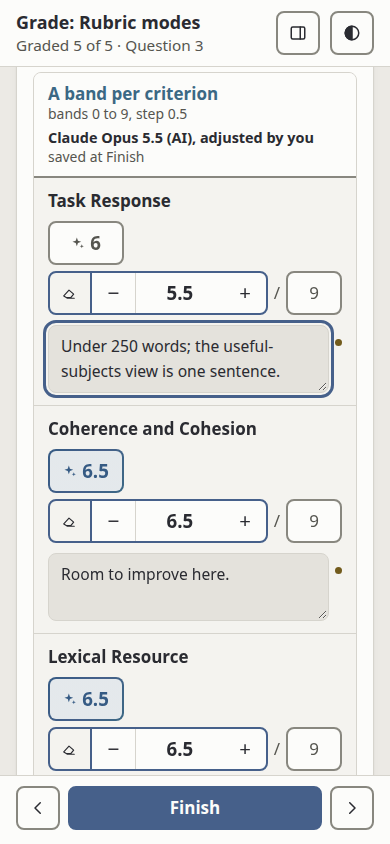 Grade: Rubric modes
Graded 5 of 5 · Question 3
A band per criterion
bands 0 to 9, step 0.5
Claude Opus 5.5 (AI), adjusted by you
saved at Finish
Task Response
6
− 5.5 + / 9
Under 250 words; the useful-
subjects view is one sentence.
Coherence and Cohesion
6.5
− 6.5 + / 9
Room to improve here.
Lexical Resource
6.5
− 6.5 + / 9
Finish